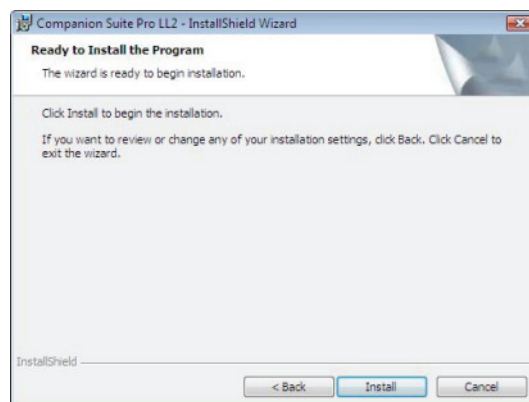 Companion Suite Pro LL2 - InstallShield Wizard
Ready to Install the Program
The wizard is ready to begin installation.
Click Install to begin the installation.
If you want to review or change any of your installation settings, click Back. Click Cancel to
exit the wizard.
InstallShield
< Back Install Cancel